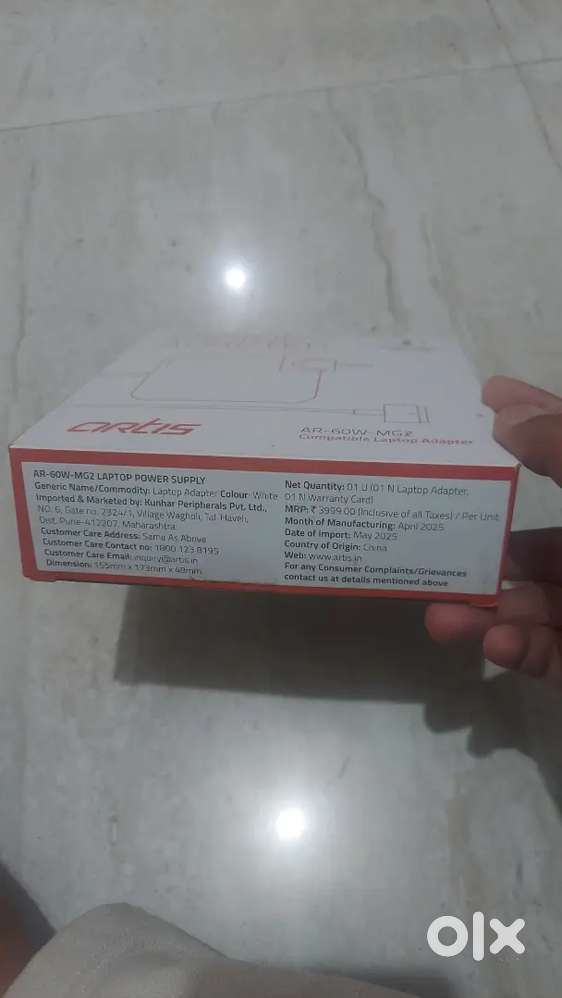 artis
AR-60W-MG2
Compatible Laptop Adapter
AR-60W-MG2 LAPTOP POWER SUPPLY
Generic Name/Commodity: Laptop Adapter Colour: White
Imported & Marketed by: Kunhar Peripherals Pvt. Ltd.,
NO. 6, Gate no. 2324/1, Village Wagholi, Tal. Haveli,
Dist. Pune-412207, Maharashtra.
Customer Care Address: Same As Above
Customer Care Contact no: 1800 123 8195
Customer Care Email: inquiry@artis.in
Dimension: 155mm x 173mm x 48mm
Net Quantity: 01 U (01 N Laptop Adapter,
01 N Warranty Card)
MRP: ₹ 3999.00 (Inclusive of all Taxes) / Per Unit
Month of Manufacturing: April 2025
Date of Import: May 2025
Country of Origin: China
Web: www.artis.in
For any Consumer Complaints/Grievances
contact us at details mentioned above
olx